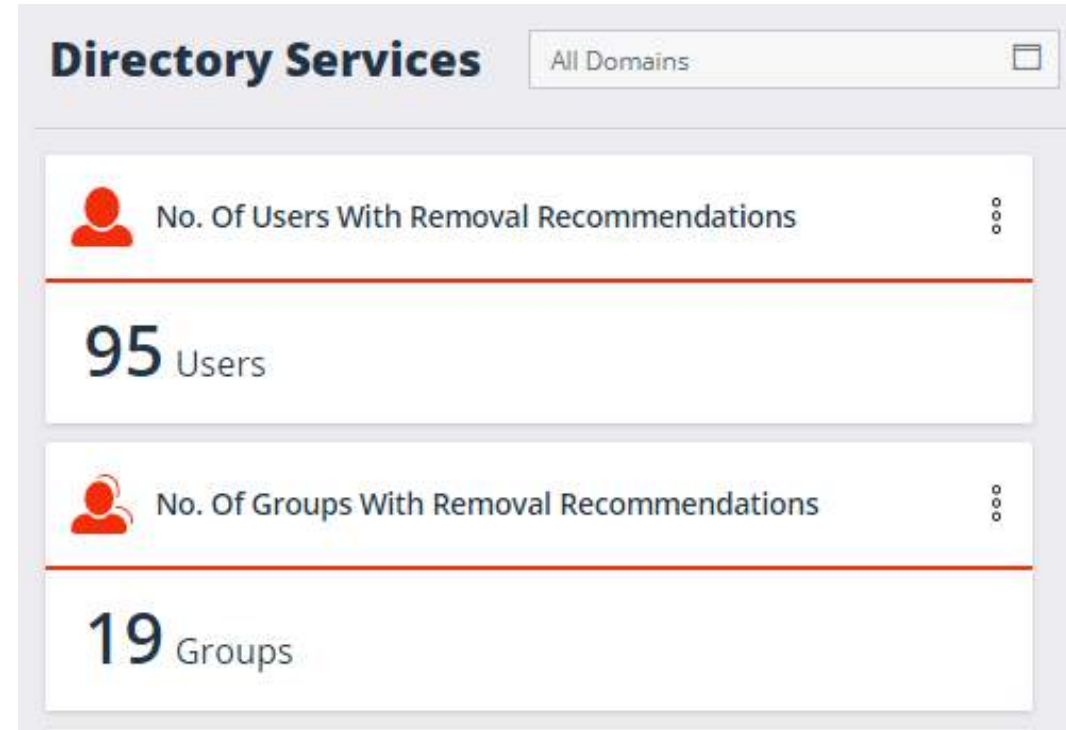 Directory Services
All Domains
No. Of Users With Removal Recommendations
95 Users
No. Of Groups With Removal Recommendations
19 Groups